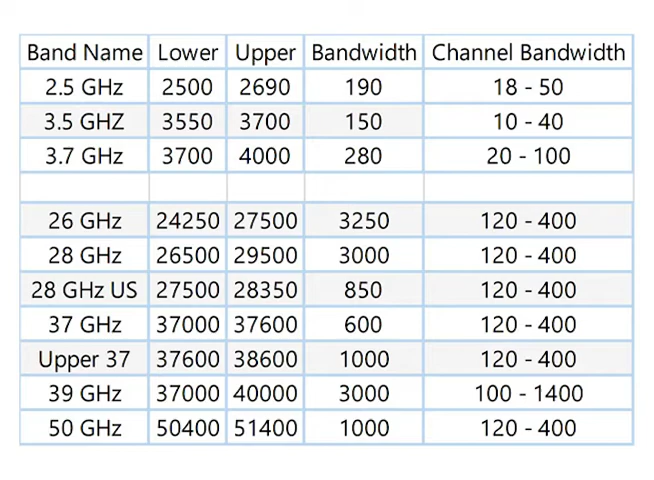 Band Name Lower Upper Bandwidth Channel Bandwidth
2.5 GHz 2500 2690 190 18 - 50
3.5 GHZ 3550 3700 150 10 - 40
3.7 GHz 3700 4000 280 20 - 100
26 GHz 24250 27500 3250 120 - 400
28 GHz 26500 29500 3000 120 - 400
28 GHz US 27500 28350 850 120 - 400
37 GHz 37000 37600 600 120 - 400
Upper 37 37600 38600 1000 120 - 400
39 GHz 37000 40000 3000 100 - 1400
50 GHz 50400 51400 1000 120 - 400